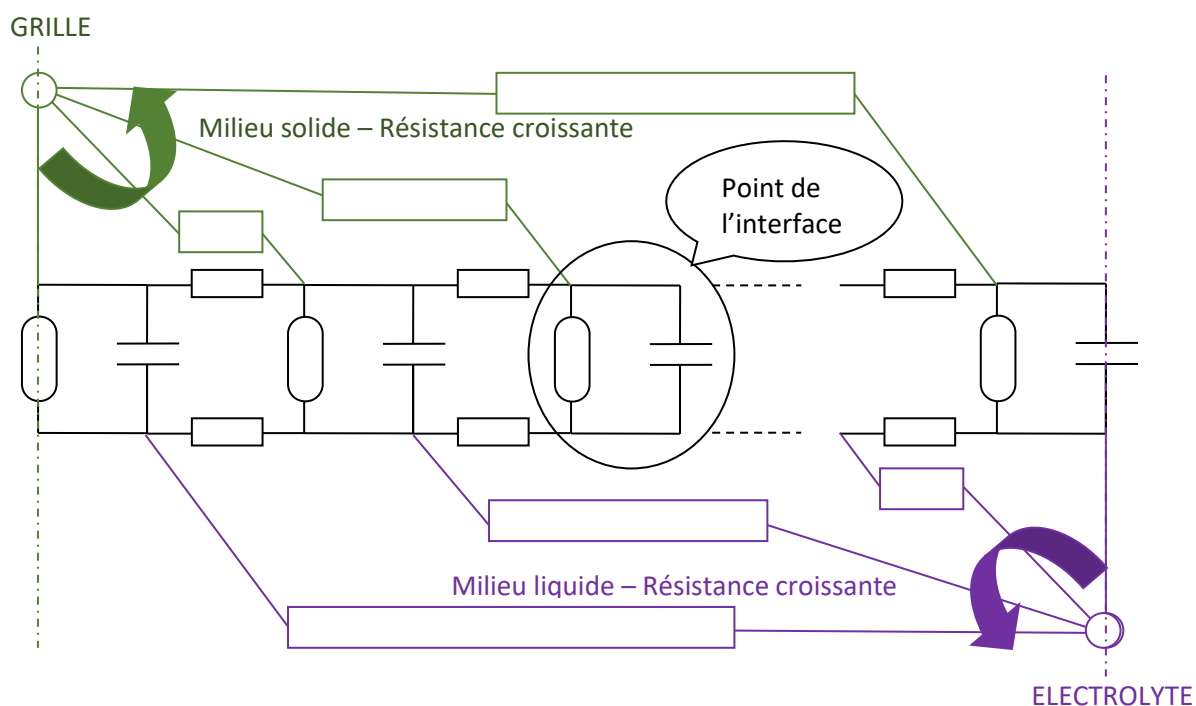 GRILLE
Milieu solide – Résistance croissante
Point de
l’interface
Milieu liquide – Résistance croissante
ELECTROLYTE